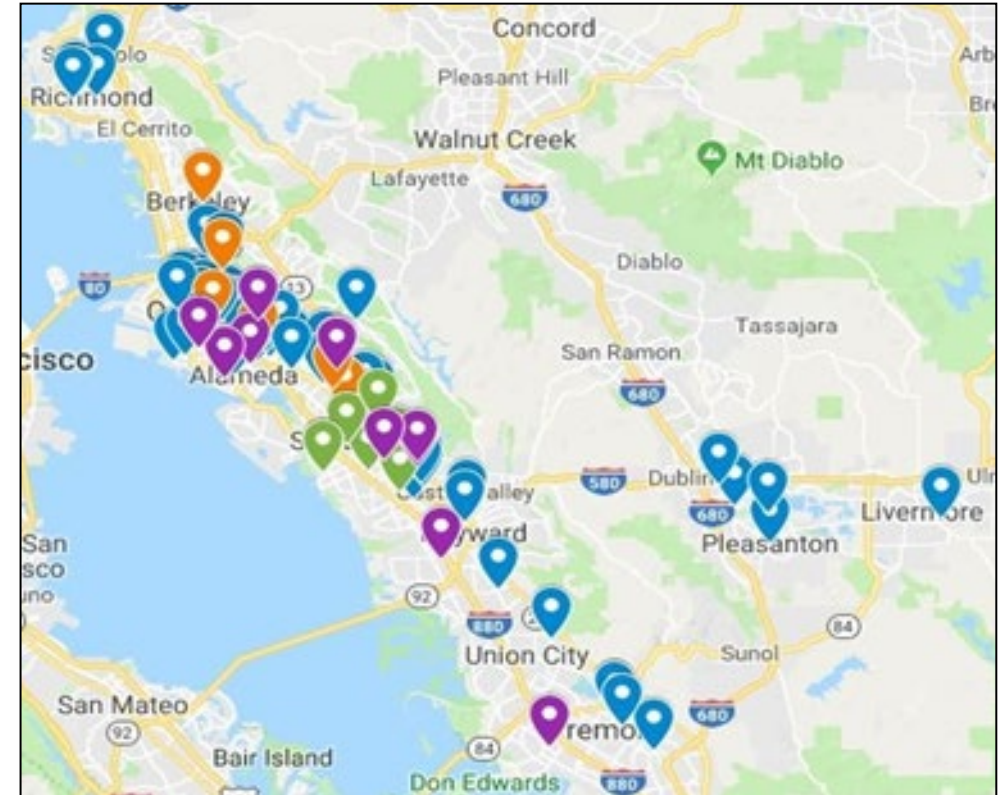 Concord
Pleasant Hill
Richmond
El Cerrito
Walnut Creek
Mt Diablo
Lafayette
680
Diablo
80
13
Tassajara
cisco
San Ramon
Alameda
680
580
Dublin
680
Livermore
Pleasanton
San
sco
uno
92
880
84
Union City
Sunol
San Mateo
92
680
Bair Island
84
Don Edwards
880